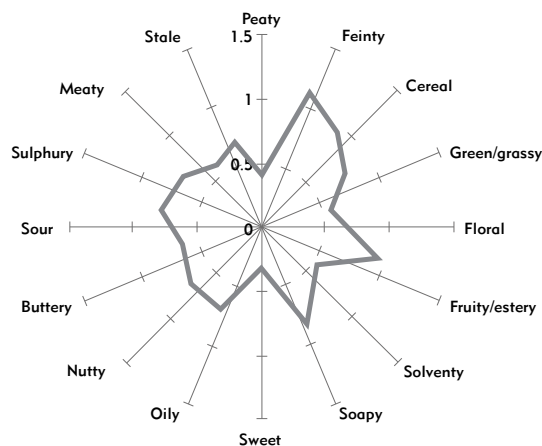 Peaty
1.5
Stale
Feinty
Meaty
1
Cereal
Sulphury
0.5
Green/grassy
Sour
0
Floral
Buttery
Fruity/estery
Nutty
Solventy
Oily
Soapy
Sweet